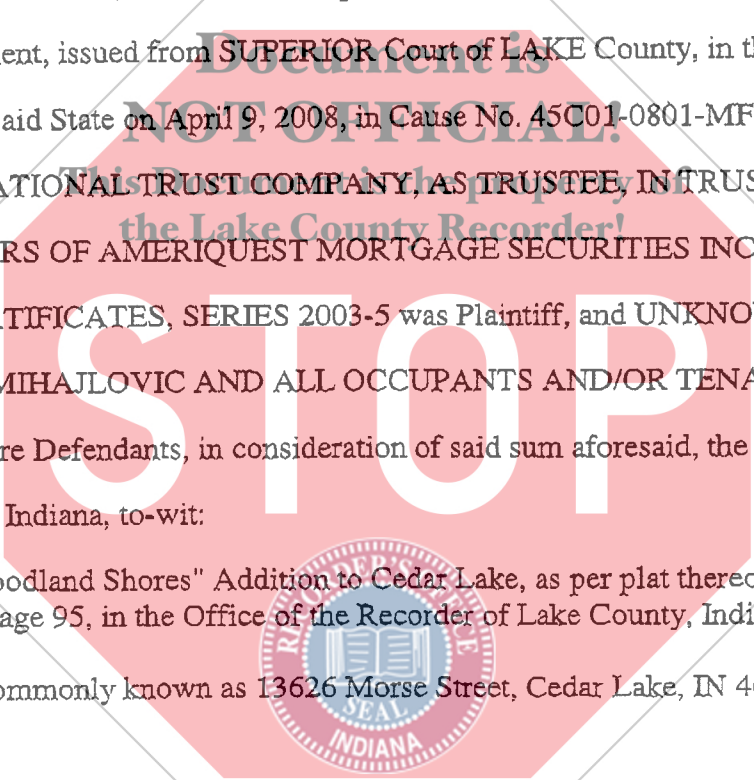 ent, issued from SUPERIOR Court of LAKE County, in th
Document is
aid State on April 9, 2008, in Cause No. 45C01-0801-MF
NOT OFFICIAL!
ATIONAL TRUST COMPANY, AS TRUSTEE, IN TRUS
This Document is the property of
the Lake County Recorder!
RS OF AMERIQUEST MORTGAGE SECURITIES INC
TIFICATES, SERIES 2003-5 was Plaintiff, and UNKNO
STOP
MIHAJLOVIC AND ALL OCCUPANTS AND/OR TENA
re Defendants, in consideration of said sum aforesaid, the
Indiana, to-wit:
oodland Shores" Addition to Cedar Lake, as per plat thereo
age 95, in the Office of the Recorder of Lake County, Indi
RECORDER'S OFFICE
ommonly known as 13626 Morse Street, Cedar Lake, IN 4
SEAL
INDIANA